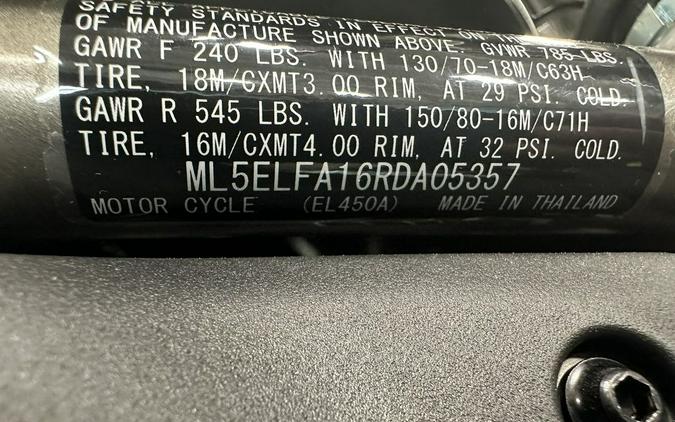 SAFETY STANDARDS IN EFFECT ON THE
OF MANUFACTURE SHOWN ABOVE. GVWR 785 LBS.
GAWR F 240 LBS. WITH 130/70-18M/C63H
TIRE, 18M/CXMT3.00 RIM, AT 29 PSI. COLD.
GAWR R 545 LBS. WITH 150/80-16M/C71H
TIRE, 16M/CXMT4.00 RIM, AT 32 PSI. COLD.
ML5ELFA16RDA05357
MOTOR CYCLE (EL450A) MADE IN THAILAND